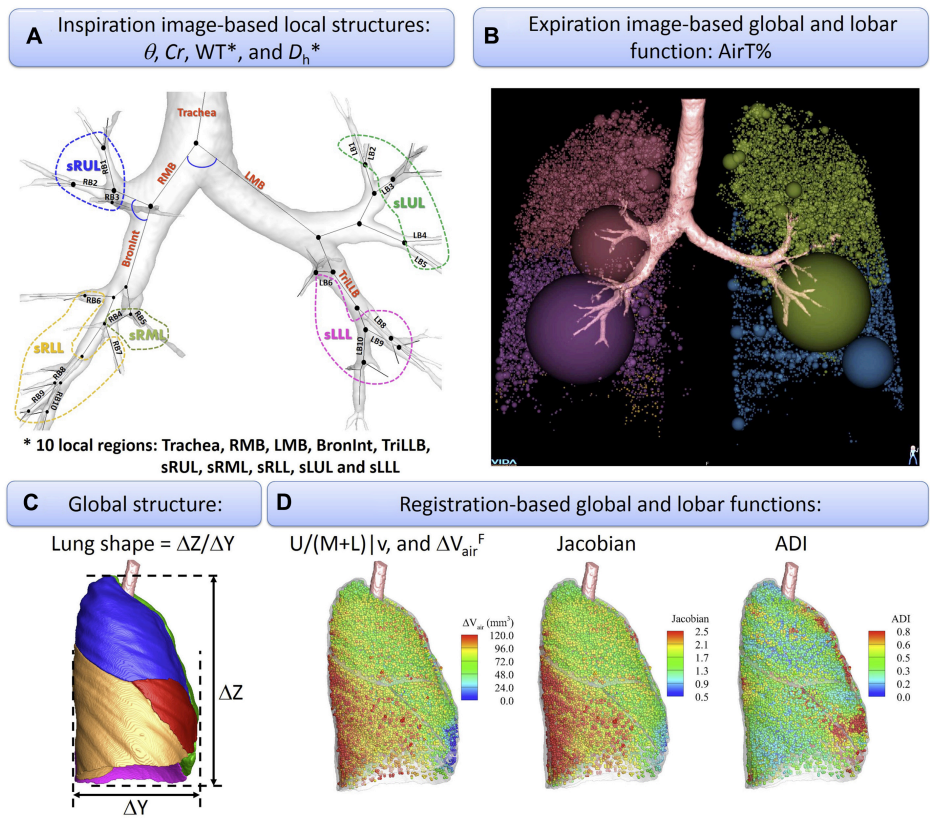 A
Inspiration image-based local structures:
θ, Cr, WT*, and Dh*
Trachea
RMB
LMB
BronInt
TriLLB
sRUL
RB1
RB2
RB3
sLUL
LB1
LB2
LB3
LB4
LB5
LB6
sRLL
RB6
RB4
RB5
sRML
RB7
RB8
RB9
RB10
sLLL
LB8
LB9
LB10
* 10 local regions: Trachea, RMB, LMB, BronInt, TriLLB,
sRUL, sRML, sRLL, sLUL and sLLL
B
Expiration image-based global and lobar
function: AirT%
VIDA
F
C
Global structure:
Lung shape = ΔZ/ΔY
ΔZ
ΔY
D
Registration-based global and lobar functions:
U/(M+L)|v, and ΔVair^F
ΔVair (mm³)
120.0
96.0
72.0
48.0
24.0
0.0
Jacobian
Jacobian
2.5
2.1
1.7
1.3
0.9
0.5
ADI
ADI
0.8
0.6
0.5
0.3
0.2
0.0